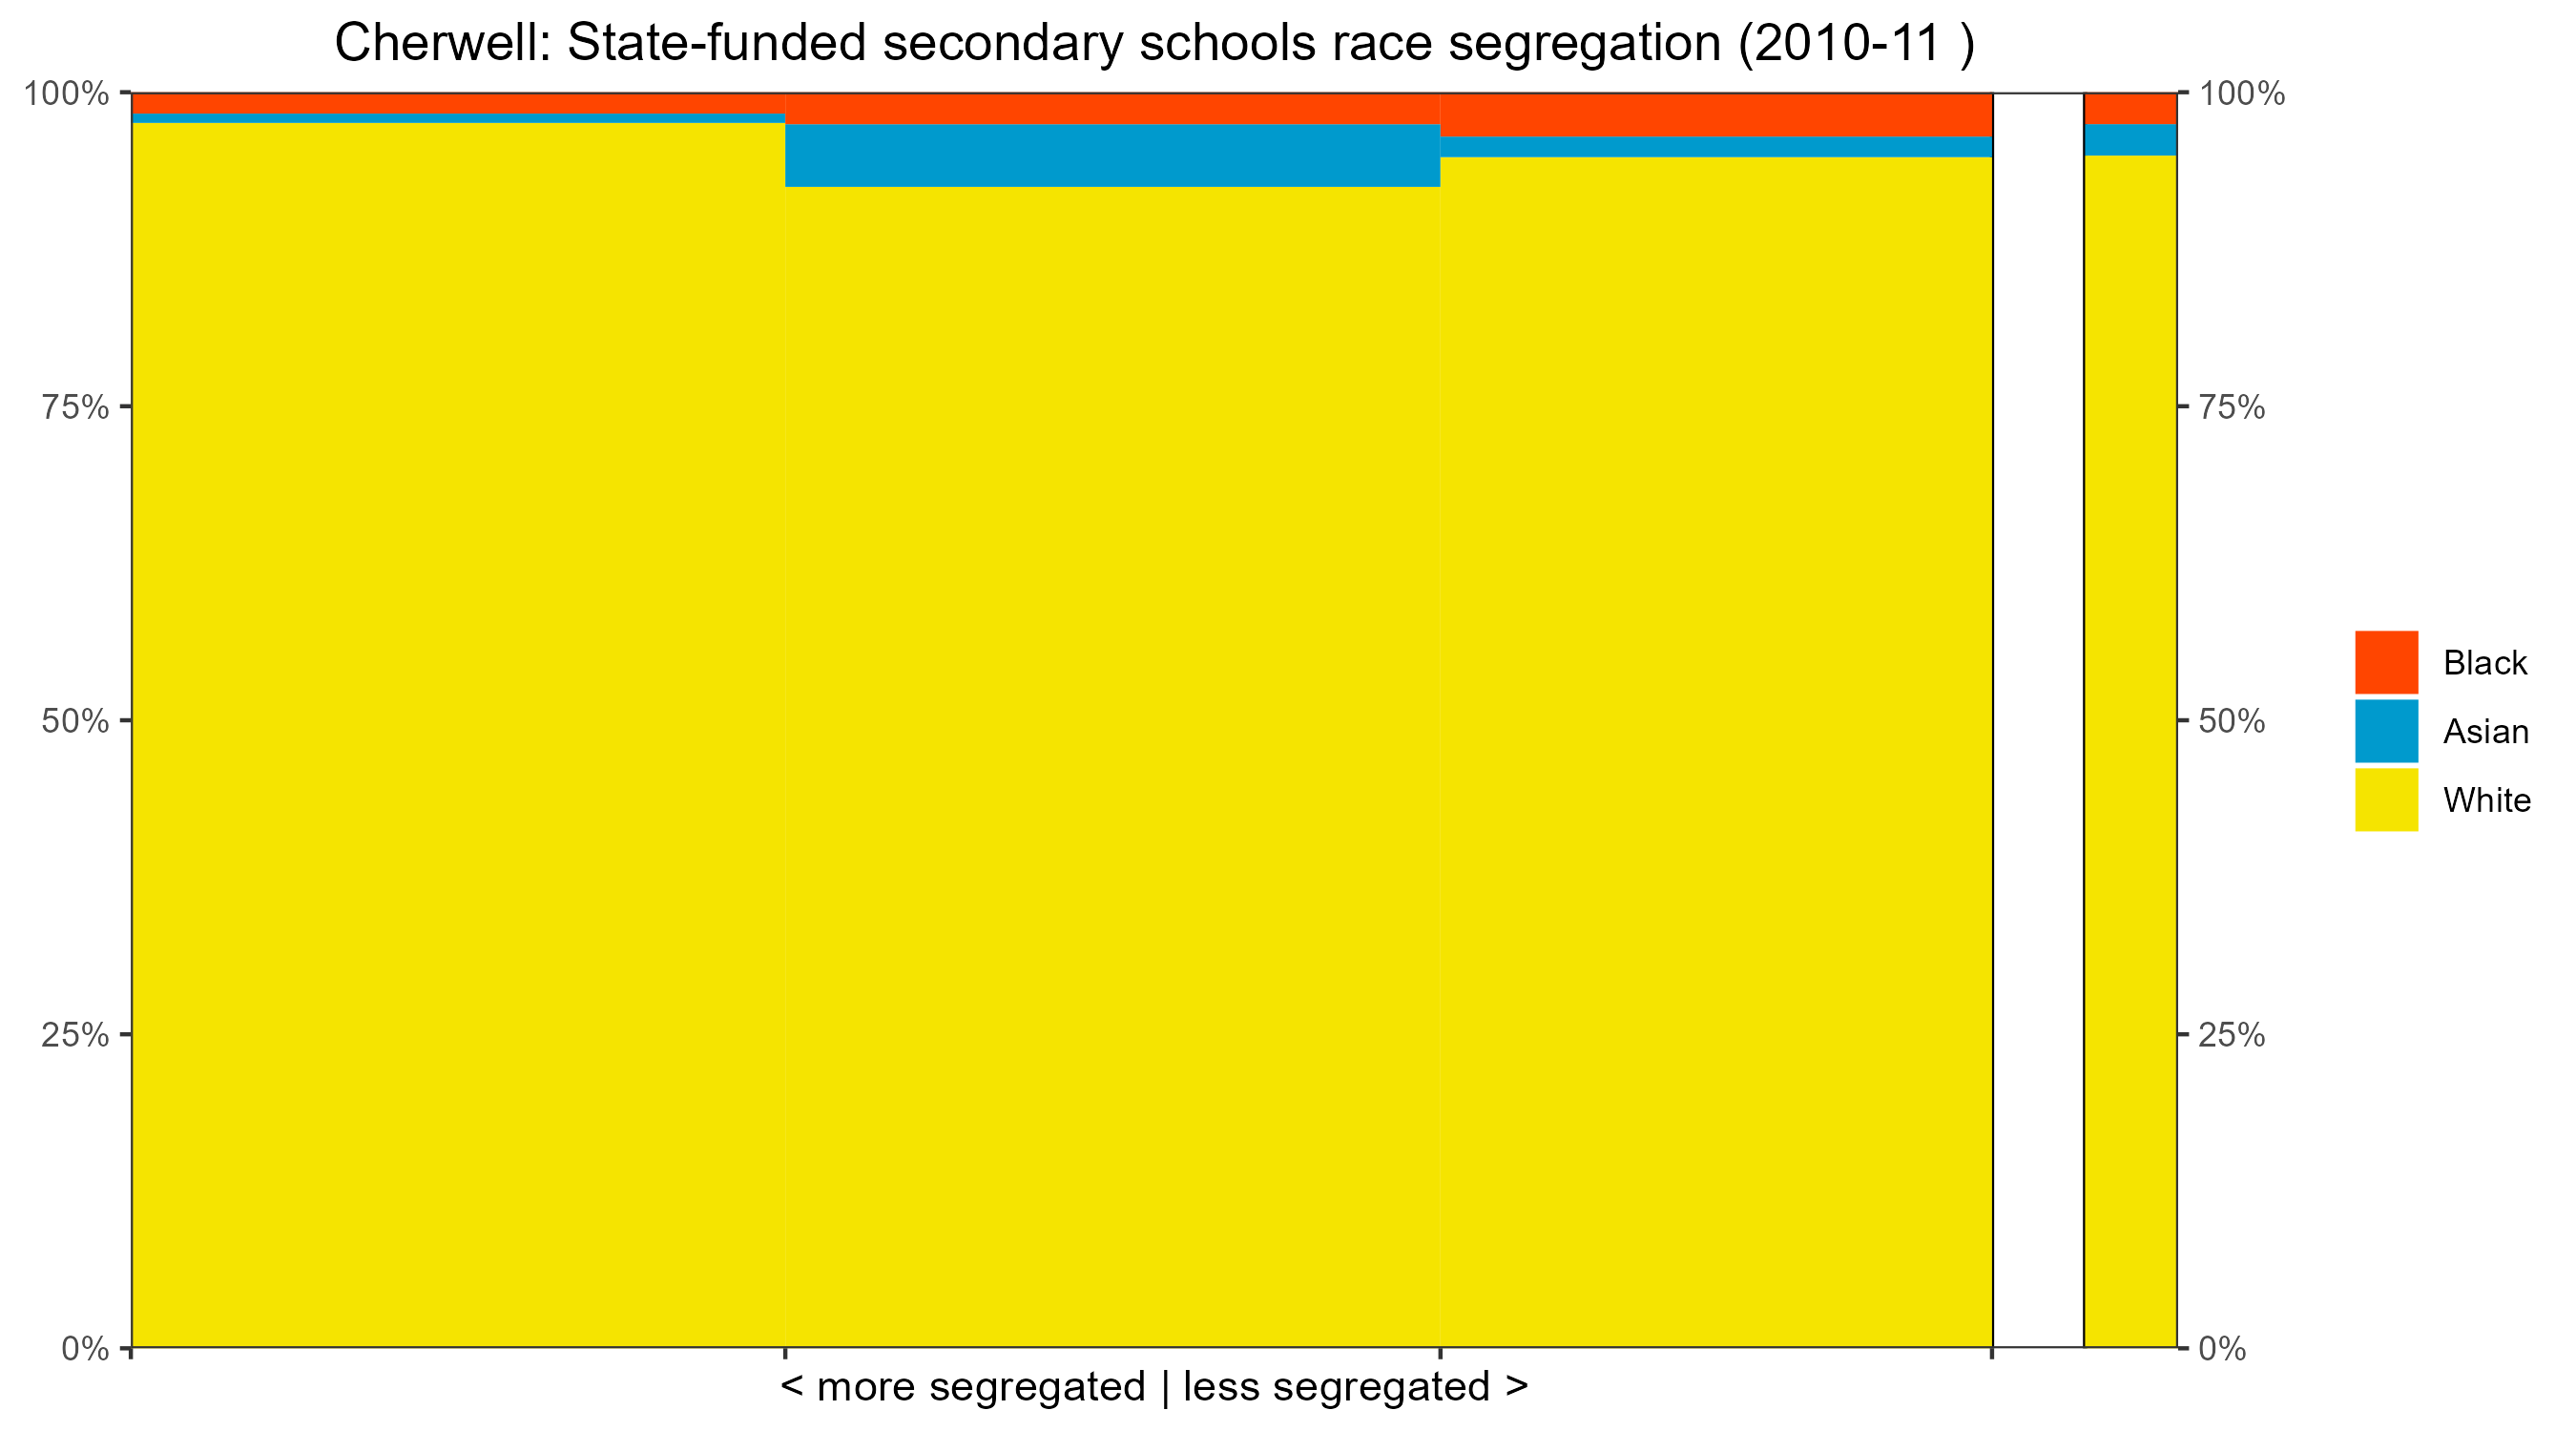 Cherwell: State-funded secondary schools race segregation (2010-11 )
100%
75%
50%
25%
0%
100%
75%
50%
25%
0%
Black
Asian
White
< more segregated | less segregated >